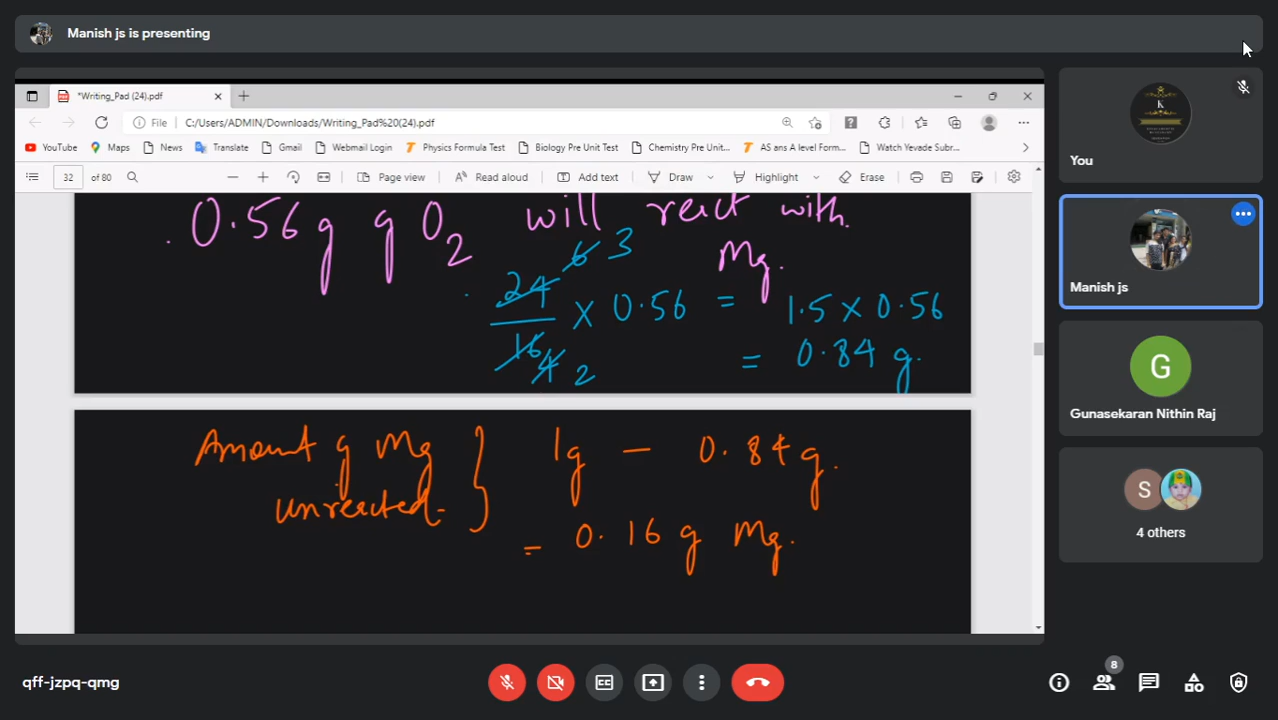 Manish js is presenting
*Writing_Pad (24).pdf
File C:/Users/ADMIN/Downloads/Writing_Pad%20(24).pdf
YouTube Maps News Translate Gmail Webmail Login Physics Formula Test Biology Pre Unit Test Chemistry Pre Unit... AS ans A level Form... Watch Yevade Subr...
32 of 80 Page view Read aloud Add text Draw Highlight Erase
0.56g g O2 will react with
Mg.
24 6 3
16 4 2
× 0.56 = 1.5 × 0.56
= 0.84 g.
Amount g Mg } 1g - 0.84 g.
unreacted
= 0.16 g Mg.
K
You
Manish js
G
Gunasekaran Nithin Raj
S
4 others
qff-jzpq-qmg
CC
8